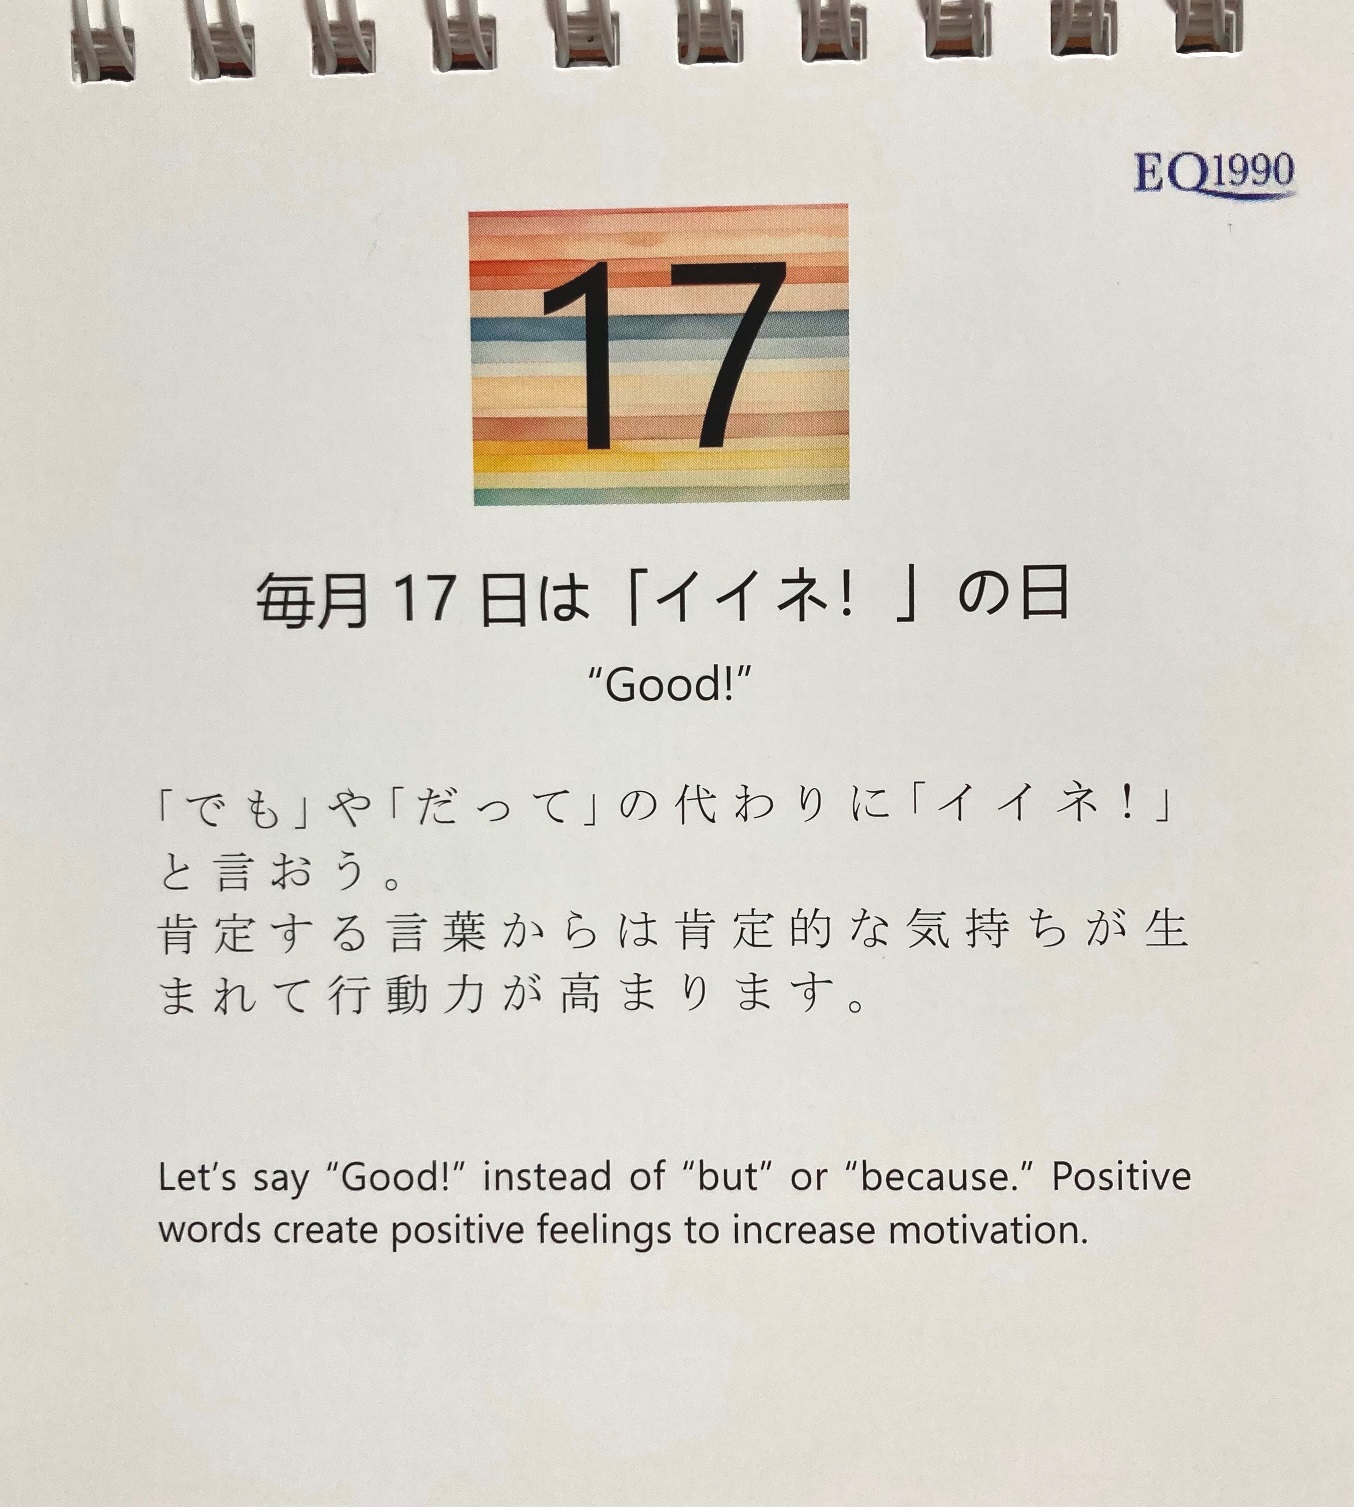 EQ1990
17
毎月17日は「イイネ！」の日
“Good!”
「でも」や「だって」の代わりに「イイネ！」
と言おう。
肯定する言葉からは肯定的な気持ちが生
まれて行動力が高まります。
Let’s say “Good!” instead of “but” or “because.” Positive
words create positive feelings to increase motivation.